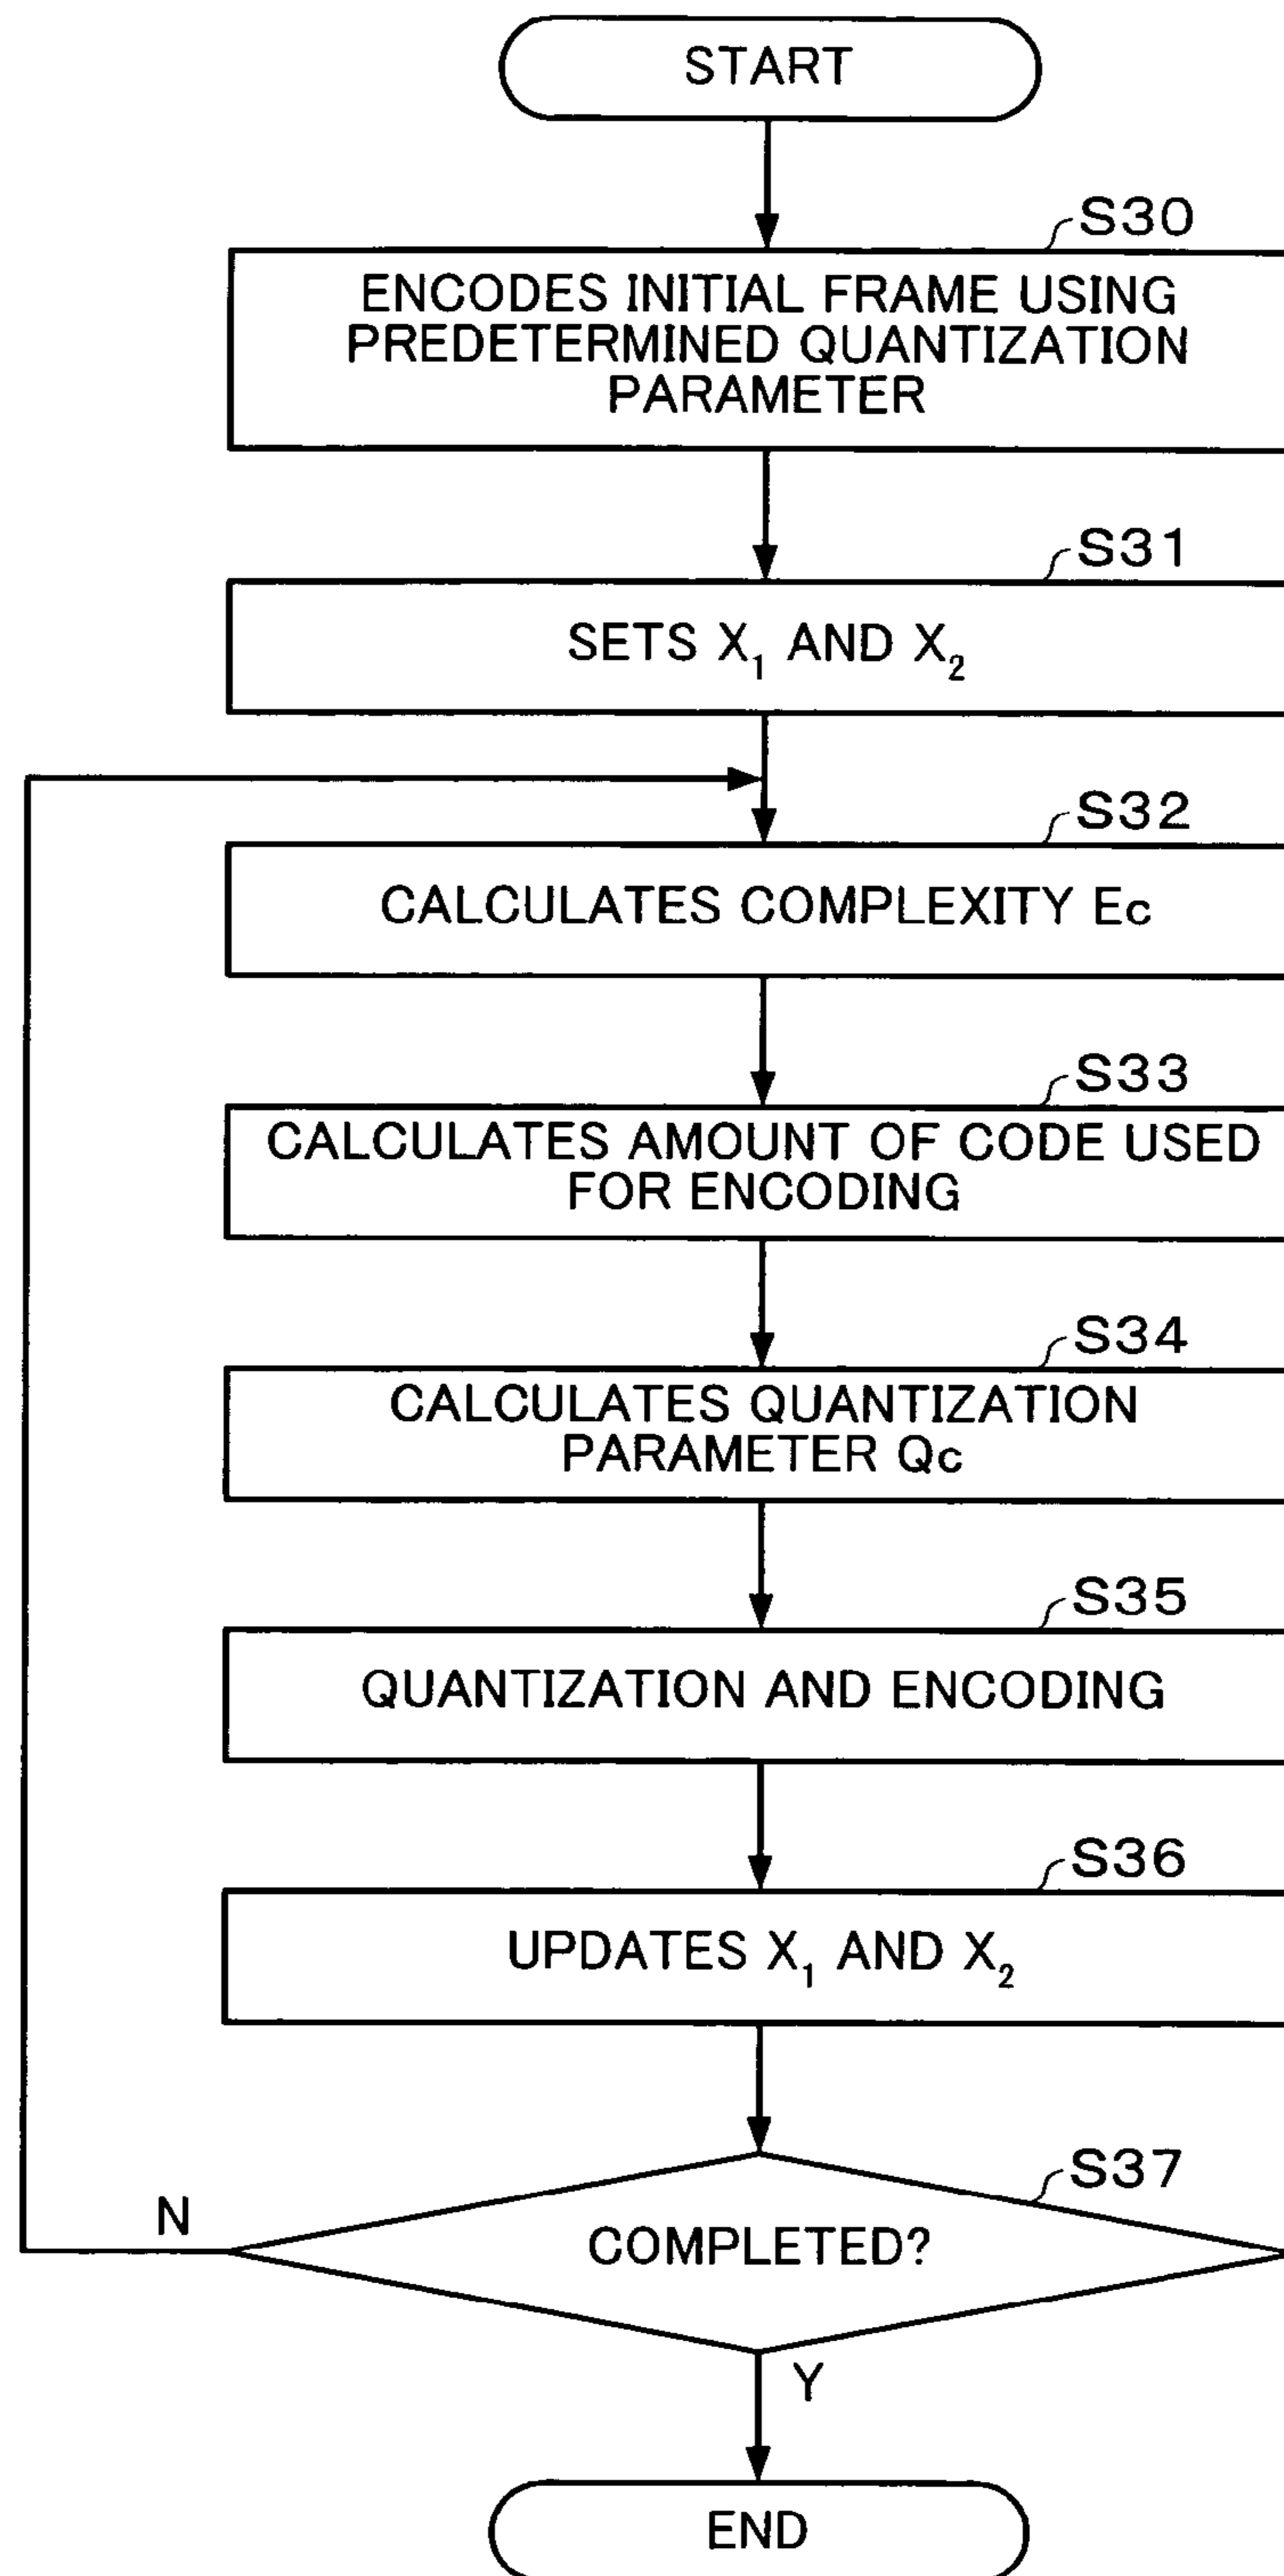 START
S30
ENCODES INITIAL FRAME USING
PREDETERMINED QUANTIZATION
PARAMETER
S31
SETS X₁ AND X₂
S32
CALCULATES COMPLEXITY Ec
S33
CALCULATES AMOUNT OF CODE USED
FOR ENCODING
S34
CALCULATES QUANTIZATION
PARAMETER Qc
S35
QUANTIZATION AND ENCODING
S36
UPDATES X₁ AND X₂
S37
N
COMPLETED?
Y
END